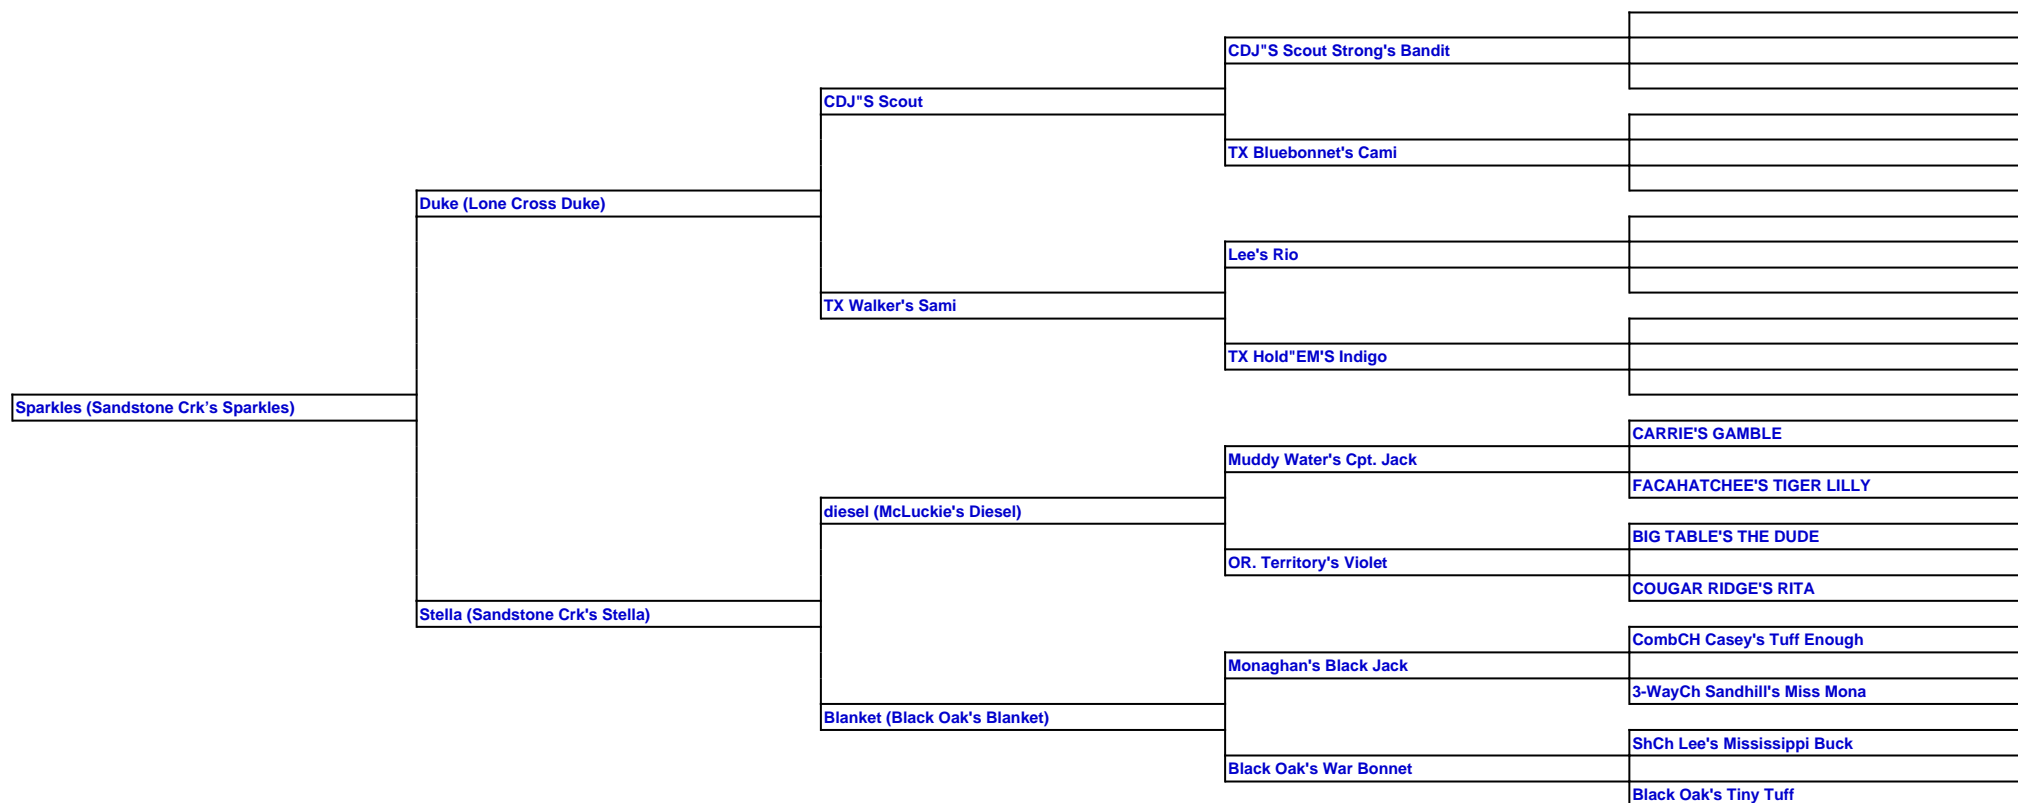 CDJ"S Scout Strong's Bandit
CDJ"S Scout
TX Bluebonnet's Cami
Duke (Lone Cross Duke)
Lee's Rio
TX Walker's Sami
TX Hold"EM'S Indigo
Sparkles (Sandstone Crk’s Sparkles)
CARRIE'S GAMBLE
Muddy Water's Cpt. Jack
FACAHATCHEE'S TIGER LILLY
diesel (McLuckie's Diesel)
BIG TABLE'S THE DUDE
OR. Territory's Violet
COUGAR RIDGE'S RITA
Stella (Sandstone Crk's Stella)
CombCH Casey's Tuff Enough
Monaghan's Black Jack
3-WayCh Sandhill's Miss Mona
Blanket (Black Oak's Blanket)
ShCh Lee's Mississippi Buck
Black Oak's War Bonnet
Black Oak's Tiny Tuff